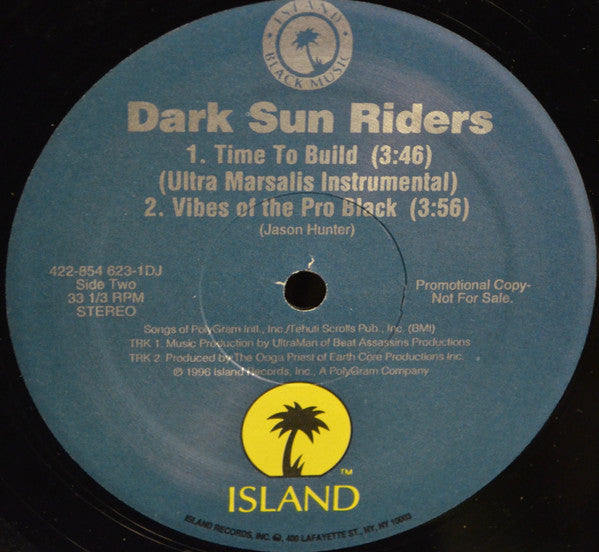 ISLAND
BLACK MUSIC
Dark Sun Riders
1. Time To Build (3:46)
(Ultra Marsalis Instrumental)
2. Vibes of the Pro Black (3:56)
(Jason Hunter)
422-854 623-1DJ
Side Two
33 1/3 RPM
STEREO
Promotional Copy-
Not For Sale.
Songs of PolyGram Intl., Inc./Tehuti Scrolls Pub., Inc. (BMI)
TRK 1. Music Production by UltraMan of Beat Assassins Productions
TRK 2. Produced by The Ooga Priest of Earth Core Productions Inc.
℗ 1996 Island Records, Inc., A PolyGram Company
TM
ISLAND
ISLAND RECORDS, INC. ℗, 400 LAFAYETTE ST., NY, NY 10003